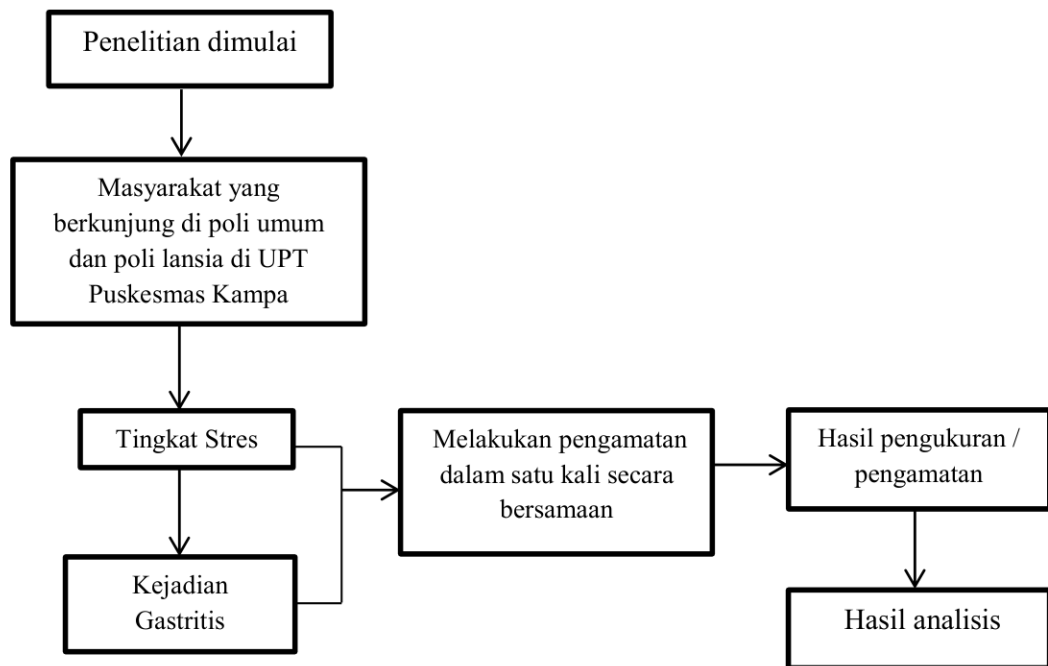 Penelitian dimulai
Masyarakat yang
berkunjung di poli umum
dan poli lansia di UPT
Puskesmas Kampa
Tingkat Stres
Kejadian
Gastritis
Melakukan pengamatan
dalam satu kali secara
bersamaan
Hasil pengukuran /
pengamatan
Hasil analisis